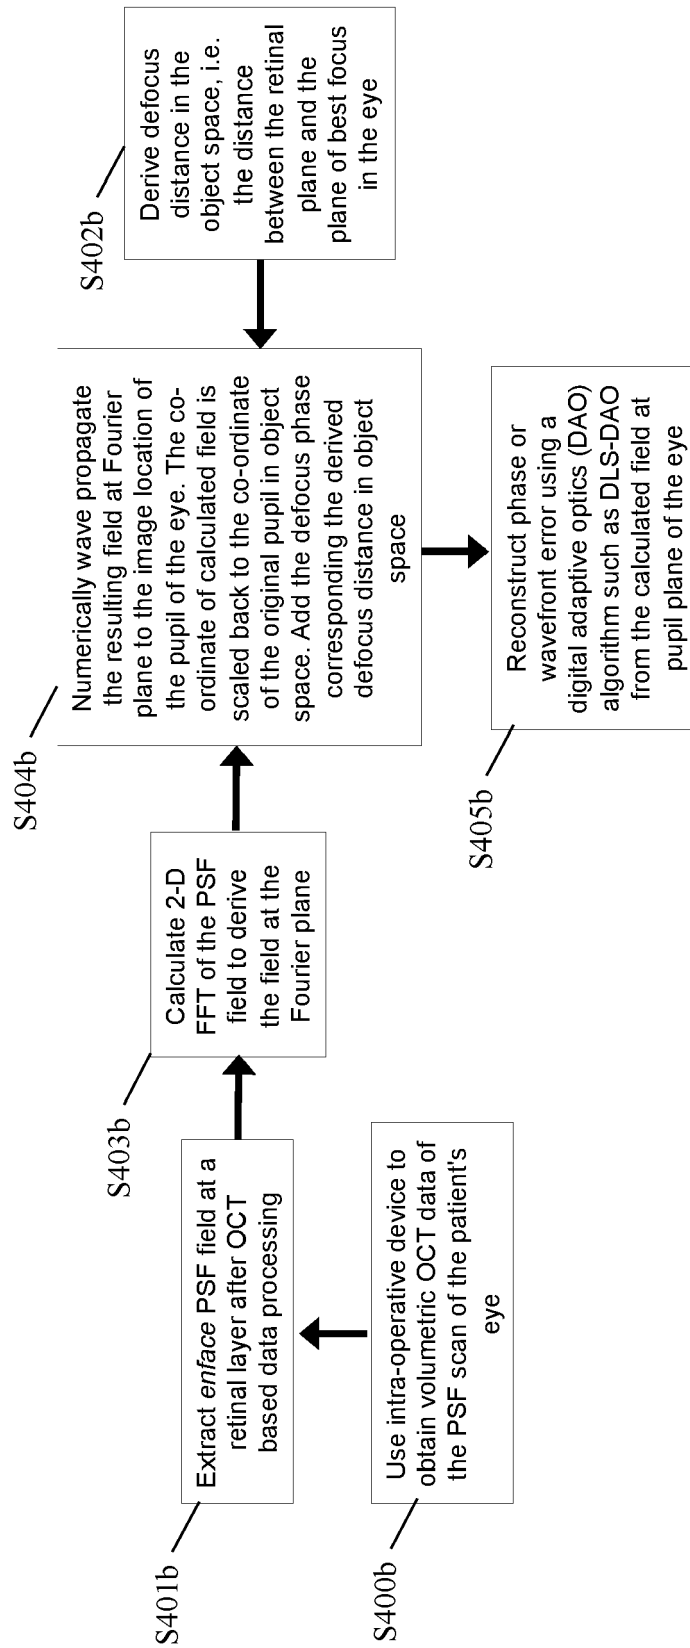 S400b
Use intra-operative device to
obtain volumetric OCT data of
the PSF scan of the patient's
eye
S401b
Extract enface PSF field at a
retinal layer after OCT
based data processing
S403b
Calculate 2-D
FFT of the PSF
field to derive
the field at the
Fourier plane
S404b
Numerically wave propagate
the resulting field at Fourier
plane to the image location of
the pupil of the eye. The co-
ordinate of calculated field is
scaled back to the co-ordinate
of the original pupil in object
space. Add the defocus phase
corresponding the derived
defocus distance in object
space
S402b
Derive defocus
distance in the
object space, i.e.
the distance
between the retinal
plane and the
plane of best focus
in the eye
S405b
Reconstruct phase or
wavefront error using a
digital adaptive optics (DAO)
algorithm such as DLS-DAO
from the calculated field at
pupil plane of the eye